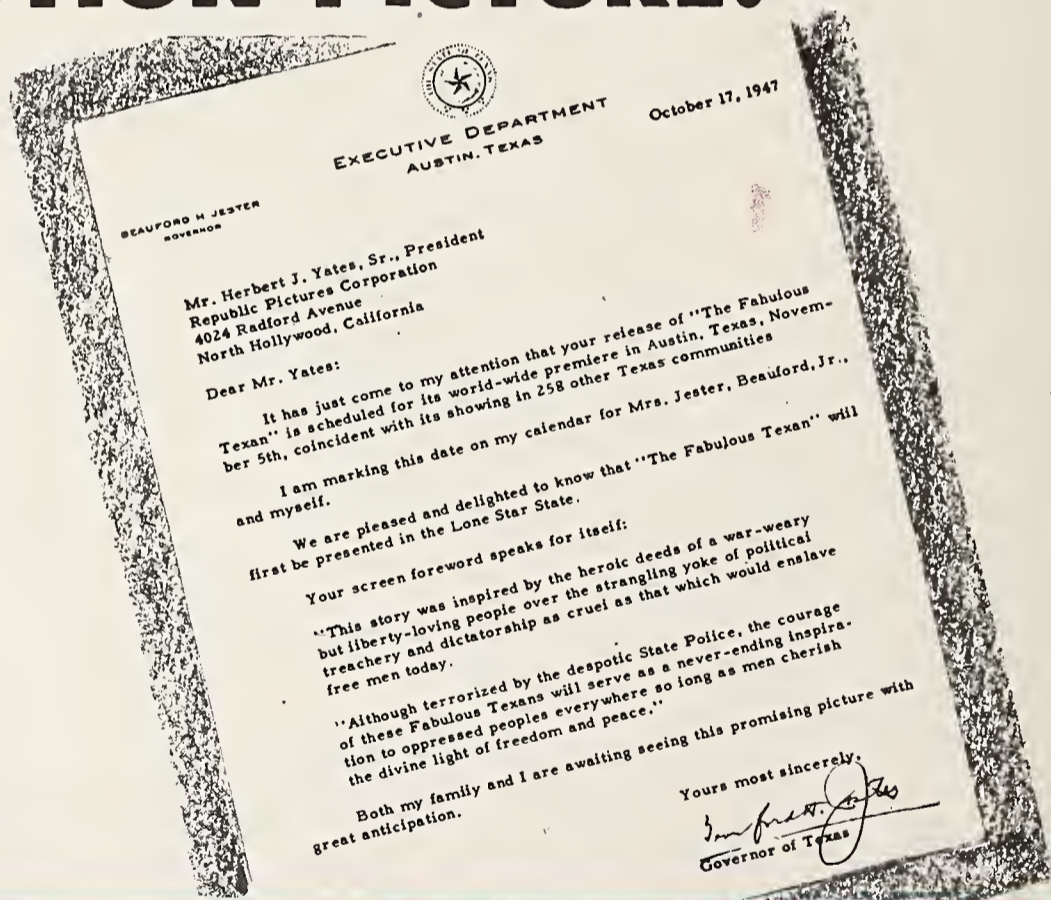 PICTURE.
THE STATE OF TEXAS
EXECUTIVE DEPARTMENT
AUSTIN, TEXAS
October 17, 1947
BEAUFORD H JESTER
GOVERNOR
Mr. Herbert J. Yates, Sr., President
Republic Pictures Corporation
4024 Radford Avenue
North Hollywood, California
Dear Mr. Yates:
It has just come to my attention that your release of "The Fabulous
Texan" is scheduled for its world-wide premiere in Austin, Texas, Novem-
ber 5th, coincident with its showing in 258 other Texas communities
I am marking this date on my calendar for Mrs. Jester, Beauford, Jr.,
and myself.
We are pleased and delighted to know that "The Fabulous Texan" will
first be presented in the Lone Star State.
Your screen foreword speaks for itself:
"This story was inspired by the heroic deeds of a war-weary
but liberty-loving people over the strangling yoke of political
treachery and dictatorship as cruel as that which would enslave
free men today.
"Although terrorized by the despotic State Police, the courage
of these Fabulous Texans will serve as a never-ending inspira-
tion to oppressed peoples everywhere so long as men cherish
the divine light of freedom and peace."
Both my family and I are awaiting seeing this promising picture with
great anticipation.
Yours most sincerely,
Governor of Texas